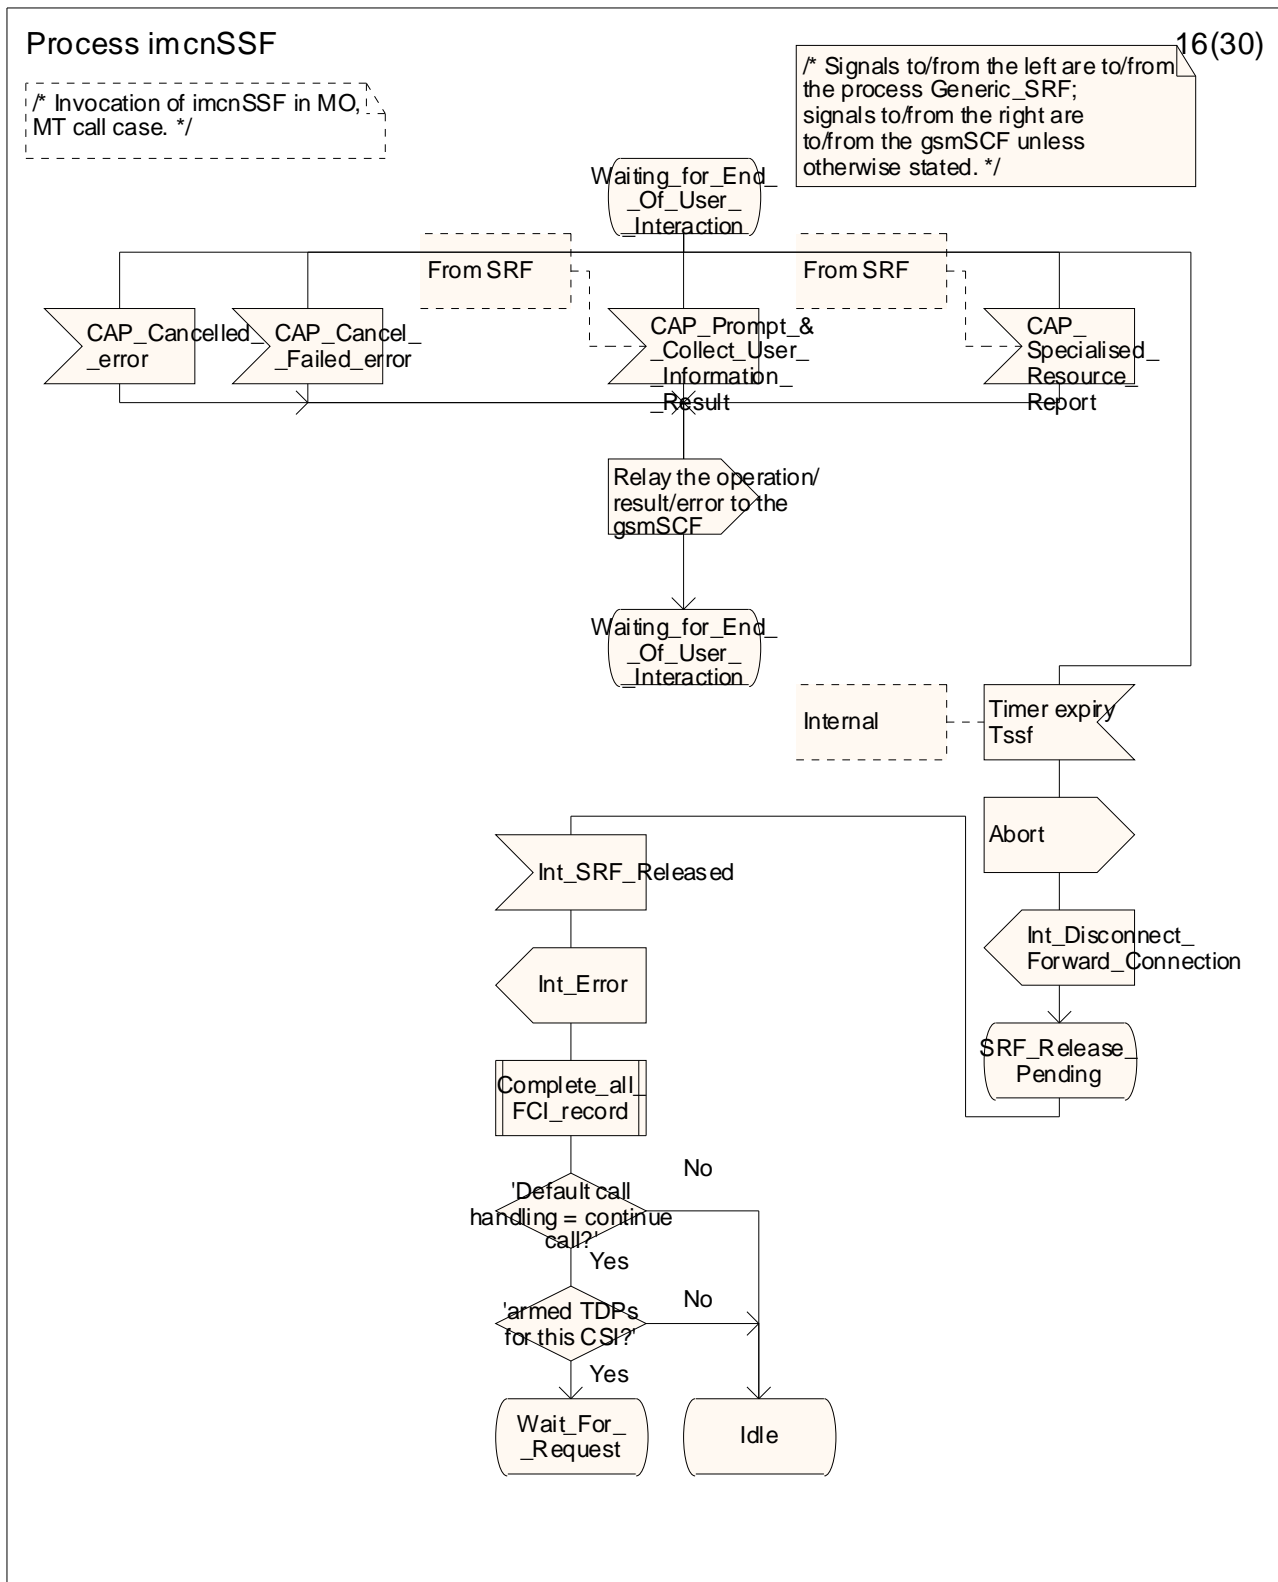 Process imcnSSF
16(30)
/* Invocation of imcnSSF in MO,
MT call case. */
/* Signals to/from the left are to/from
the process Generic_SRF;
signals to/from the right are
to/from the gsmSCF unless
otherwise stated. */
Waiting_for_End_
_Of_User_
_Interaction
From SRF
From SRF
CAP_Cancelled_
_error
CAP_Cancel_
_Failed_error
CAP_Prompt_&
_Collect_User_
_Information_
_Result
CAP_
Specialised_
Resource_
Report
Relay the operation/
result/error to the
gsmSCF
Waiting_for_End_
_Of_User_
_Interaction
Internal
Timer expiry
Tssf
Abort
Int_SRF_Released
Int_Disconnect_
Forward_Connection
Int_Error
SRF_Release_
Pending
Complete_all_
FCI_record
No
'Default call
handling = continue
call?'
Yes
No
'armed TDPs
for this CSI?'
Yes
Wait_For_
_Request
Idle